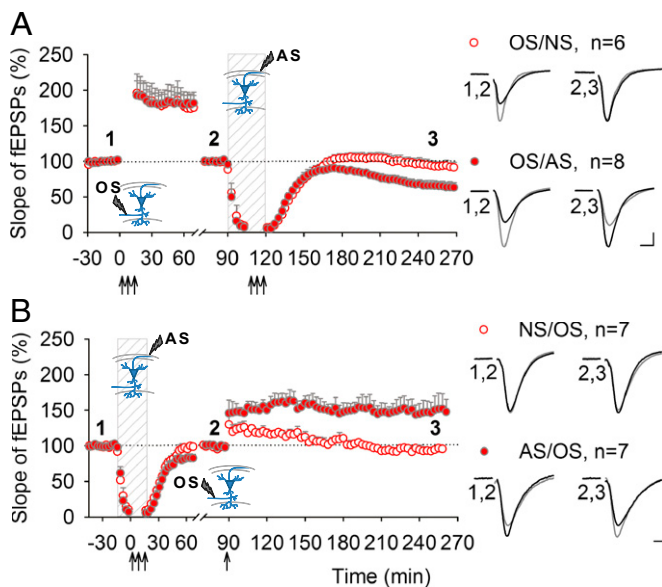 A
Slope of fEPSPs (%)
250
200
150
100
50
0
1
2
3
AS
OS
-30 0 30 60 90 120 150 180 210 240 270
OS/NS, n=6
1,2 2,3
OS/AS, n=8
1,2 2,3
B
Slope of fEPSPs (%)
250
200
150
100
50
0
1
2
3
AS
OS
-30 0 30 60 90 120 150 180 210 240 270
Time (min)
NS/OS, n=7
1,2 2,3
AS/OS, n=7
1,2 2,3